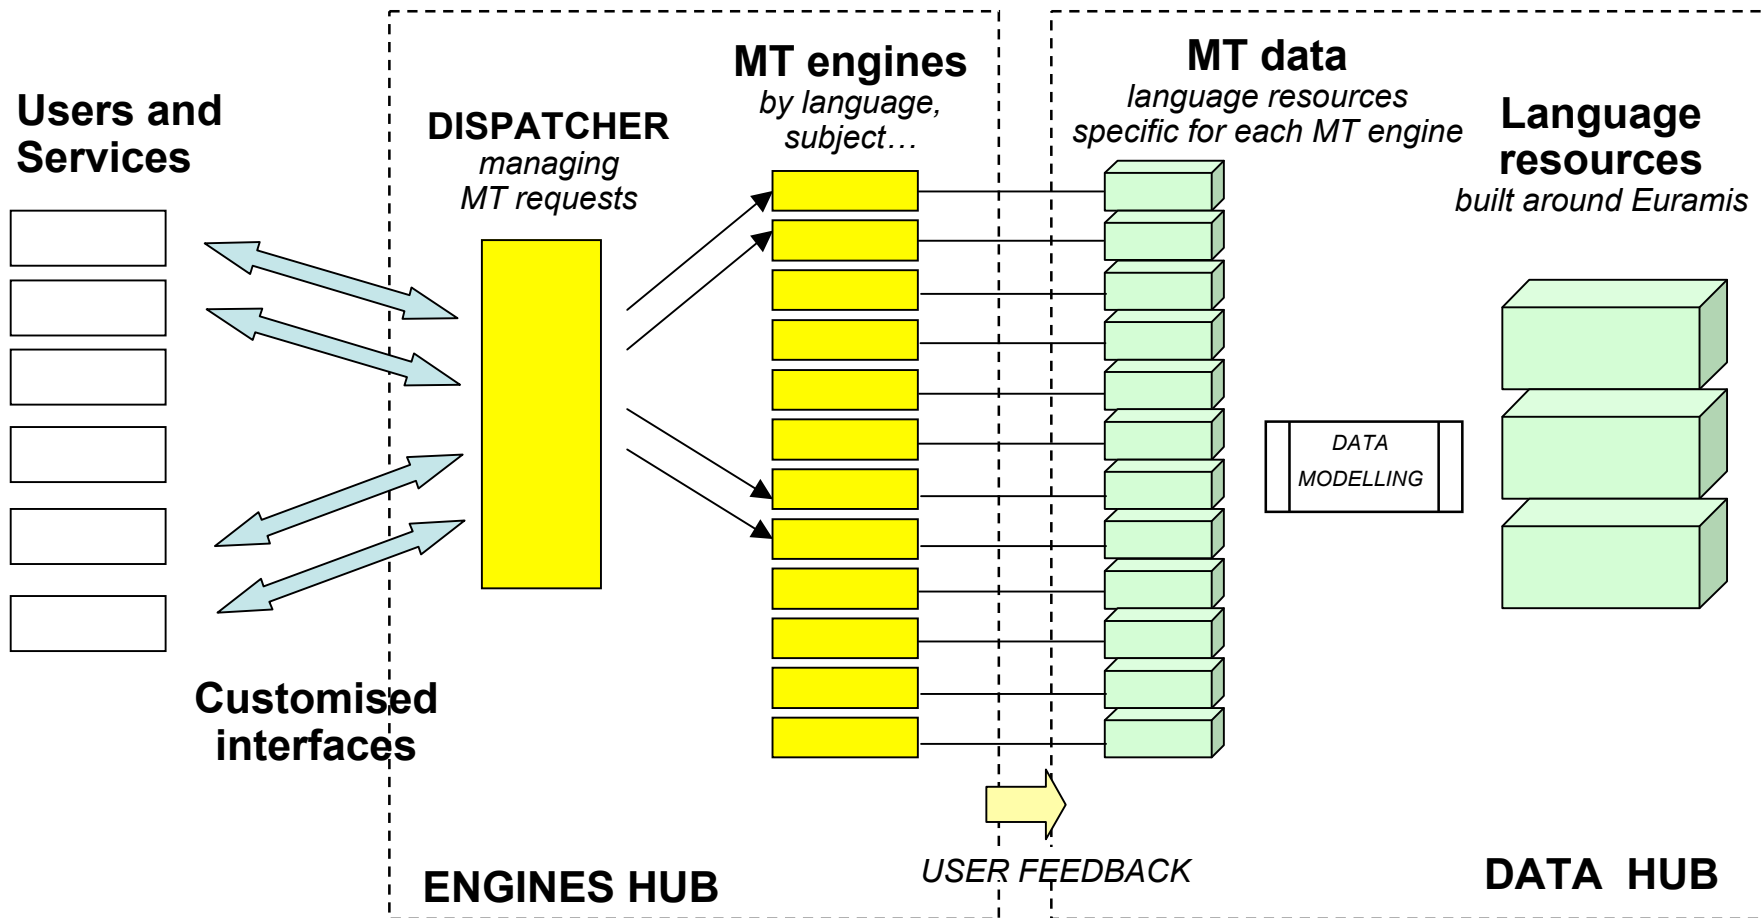 Users and
Services
DISPATCHER
managing
MT requests
MT engines
by language,
subject…
MT data
language resources
specific for each MT engine
Language
resources
built around Euramis
DATA
MODELLING
Customised
interfaces
USER FEEDBACK
ENGINES HUB
DATA HUB